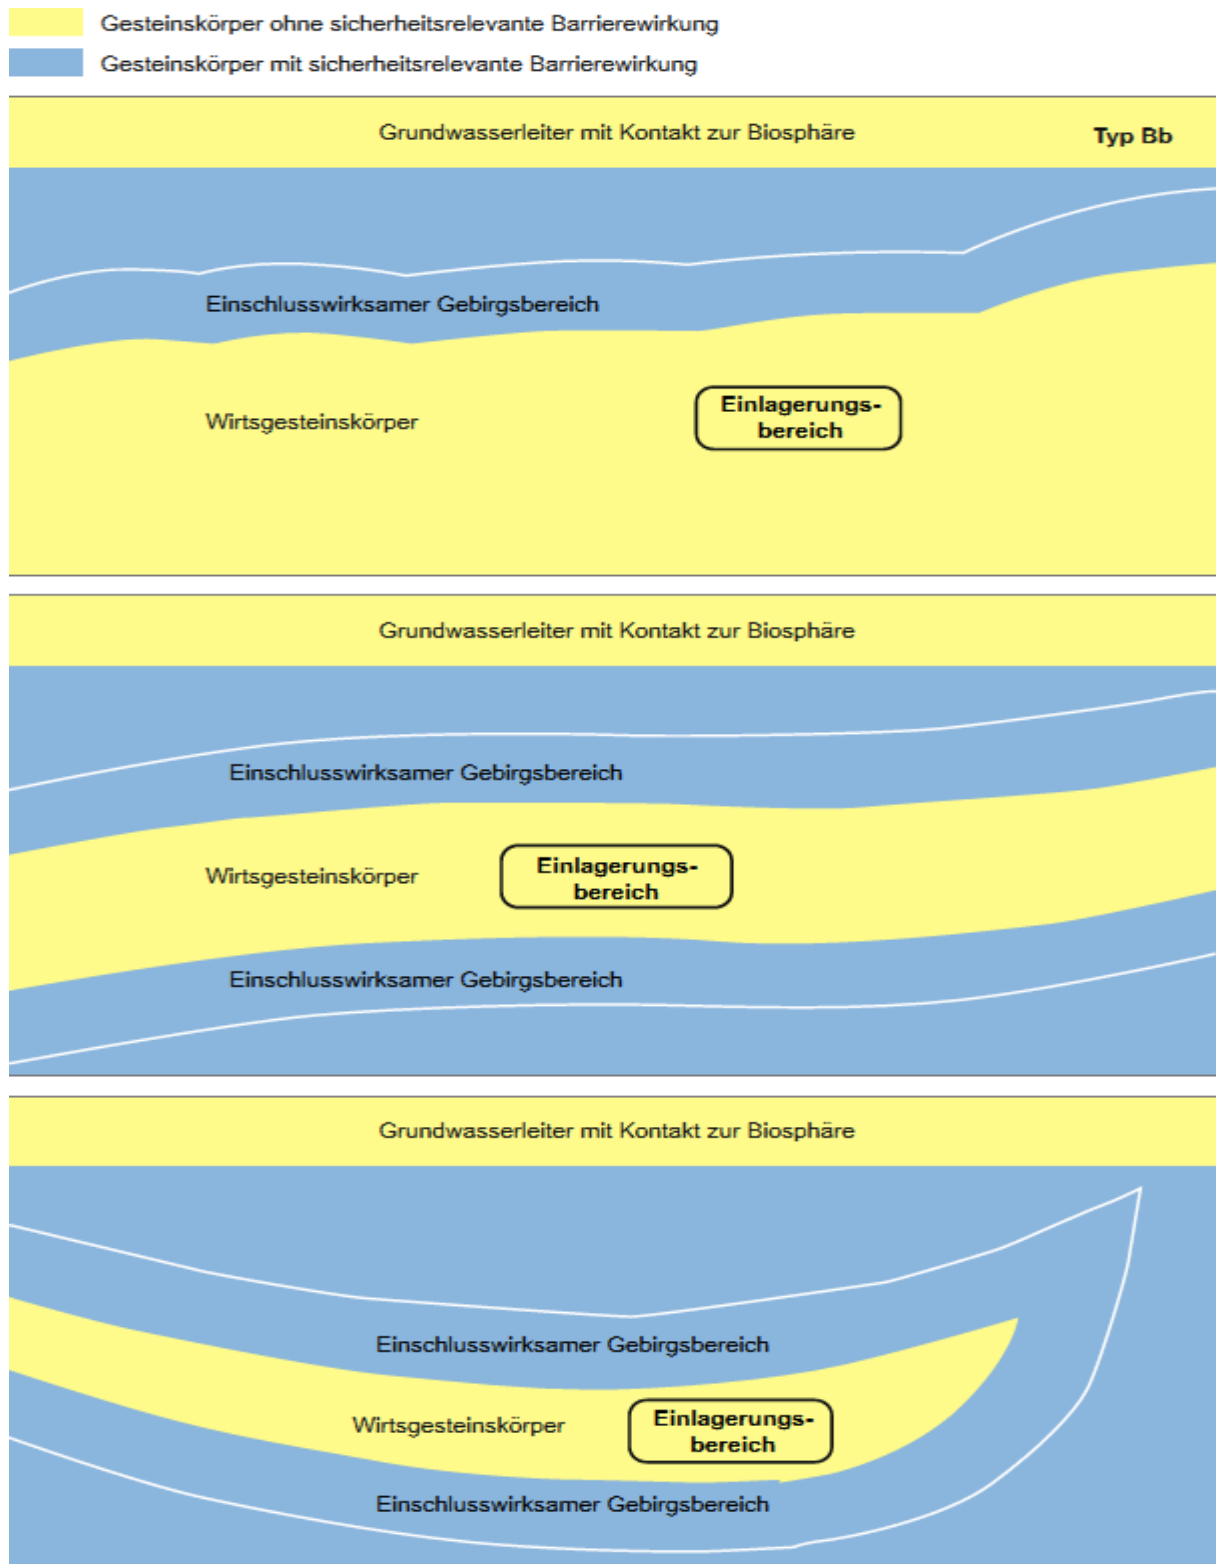 Gesteinskörper ohne sicherheitsrelevante Barrierewirkung
Gesteinskörper mit sicherheitsrelevante Barrierewirkung
Grundwasserleiter mit Kontakt zur Biosphäre
Typ Bb
Einschlusswirksamer Gebirgsbereich
Wirtsgesteinskörper
Einlagerungs-
bereich
Grundwasserleiter mit Kontakt zur Biosphäre
Einschlusswirksamer Gebirgsbereich
Wirtsgesteinskörper
Einlagerungs-
bereich
Einschlusswirksamer Gebirgsbereich
Grundwasserleiter mit Kontakt zur Biosphäre
Einschlusswirksamer Gebirgsbereich
Wirtsgesteinskörper
Einlagerungs-
bereich
Einschlusswirksamer Gebirgsbereich